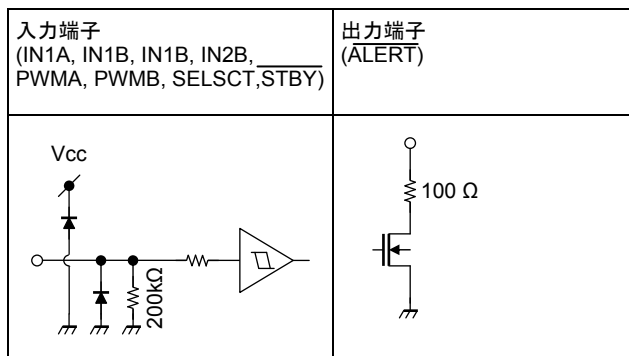 入力端子
(IN1A, IN1B, IN1B, IN2B,
PWMA, PWMB, SELSCT,STBY)
出力端子
(ALERT)
Vcc
200kΩ
100 Ω